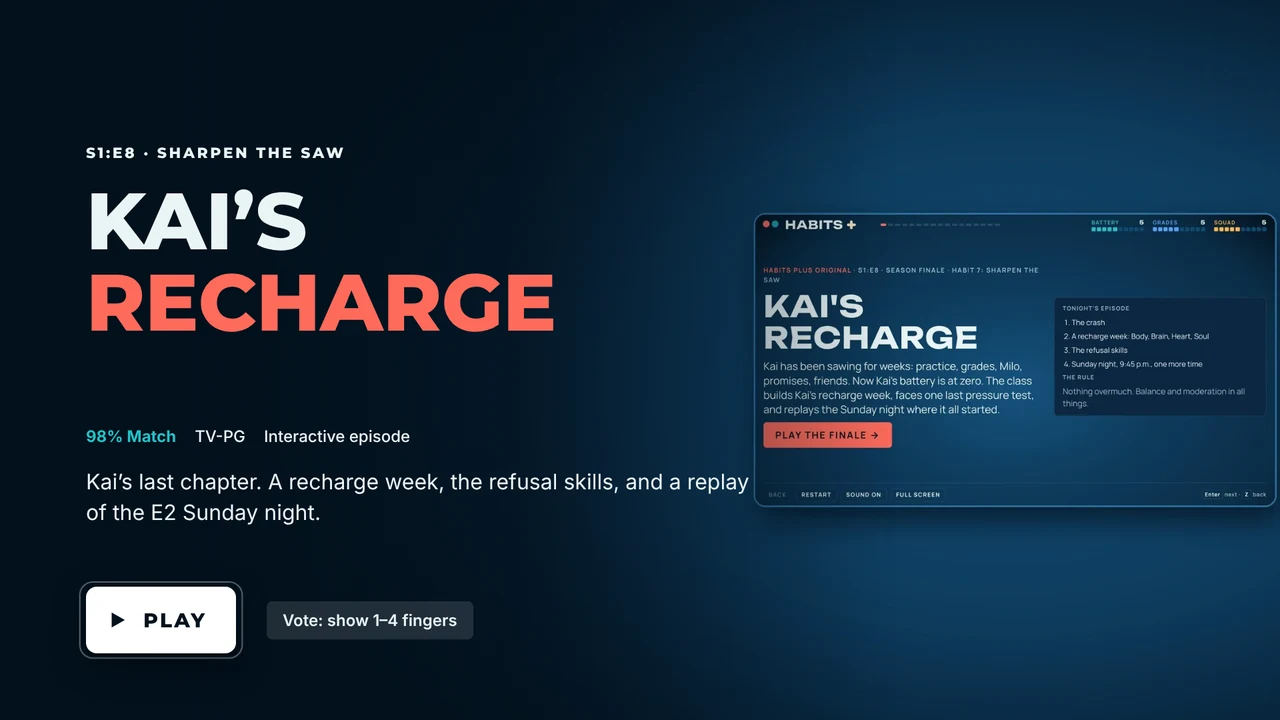 S1:E8 · SHARPEN THE SAW
KAI’S
RECHARGE
98% Match TV-PG Interactive episode
Kai’s last chapter. A recharge week, the refusal skills, and a replay
of the E2 Sunday night.
▶ PLAY
Vote: show 1–4 fingers
HABITS +
BATTERY 5 GRADES 5 SQUAD 5
HABITS PLUS ORIGINAL · S1:E8 · SEASON FINALE · HABIT 7: SHARPEN THE
SAW
KAI'S
RECHARGE
Kai has been sawing for weeks: practice, grades, Milo,
promises, friends. Now Kai's battery is at zero. The class
builds Kai's recharge week, faces one last pressure test,
and replays the Sunday night where it all started.
PLAY THE FINALE →
TONIGHT'S EPISODE
1. The crash
2. A recharge week: Body, Brain, Heart, Soul
3. The refusal skills
4. Sunday night, 9:45 p.m., one more time
THE RULE
Nothing overmuch. Balance and moderation in all
things.
BACK RESTART SOUND ON FULL SCREEN
Enter next · Z back